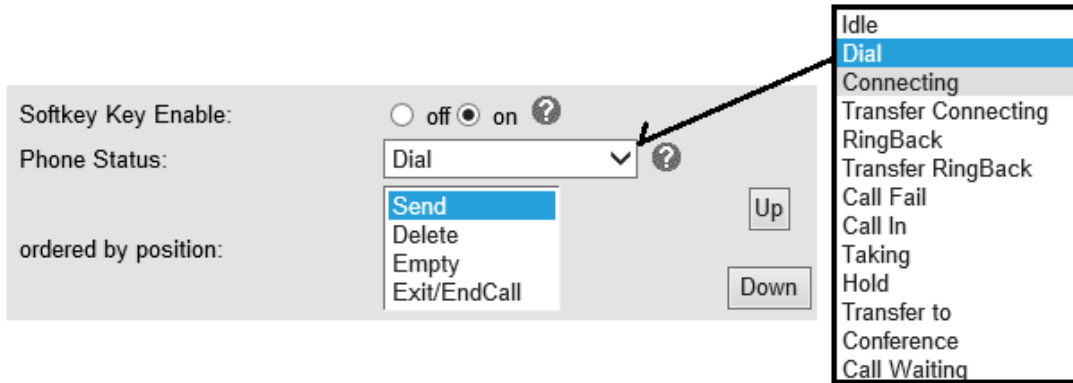 Softkey Key Enable: off on ?
Phone Status: Dial ?
ordered by position:
Send
Delete
Empty
Exit/EndCall
Up
Down
Idle
Dial
Connecting
Transfer Connecting
RingBack
Transfer RingBack
Call Fail
Call In
Taking
Hold
Transfer to
Conference
Call Waiting